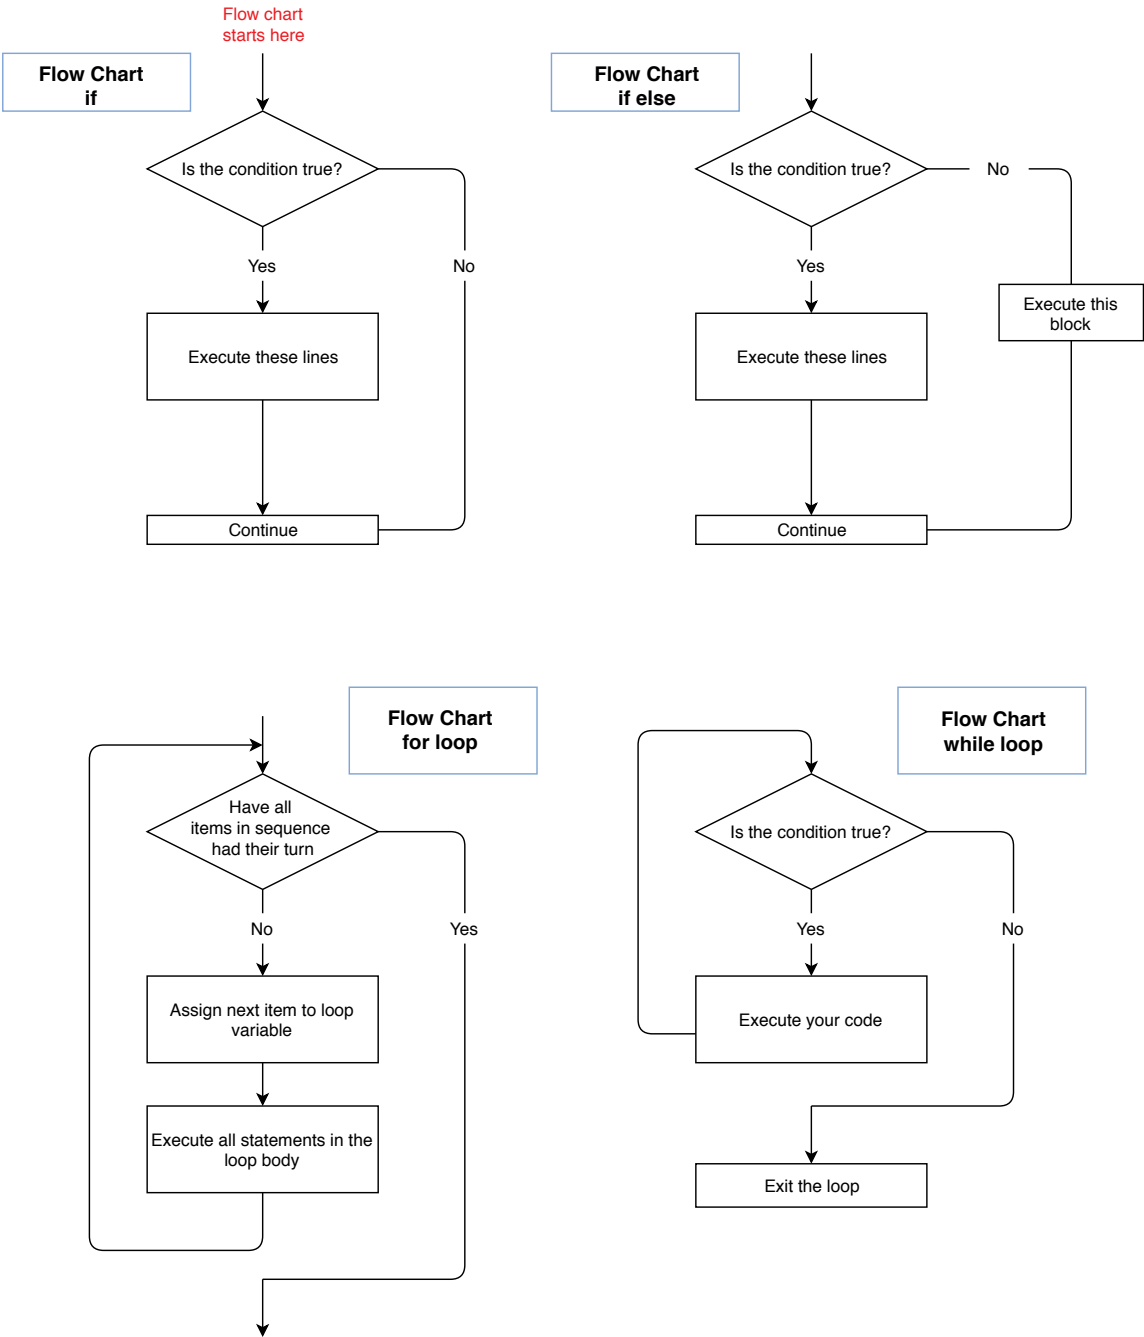 Flow chart
starts here
Flow Chart
if
Is the condition true?
Yes
No
Execute these lines
Continue
Flow Chart
if else
Is the condition true?
No
Yes
Execute this
block
Execute these lines
Continue
Flow Chart
for loop
Have all
items in sequence
had their turn
No
Yes
Assign next item to loop
variable
Execute all statements in the
loop body
Flow Chart
while loop
Is the condition true?
Yes
No
Execute your code
Exit the loop